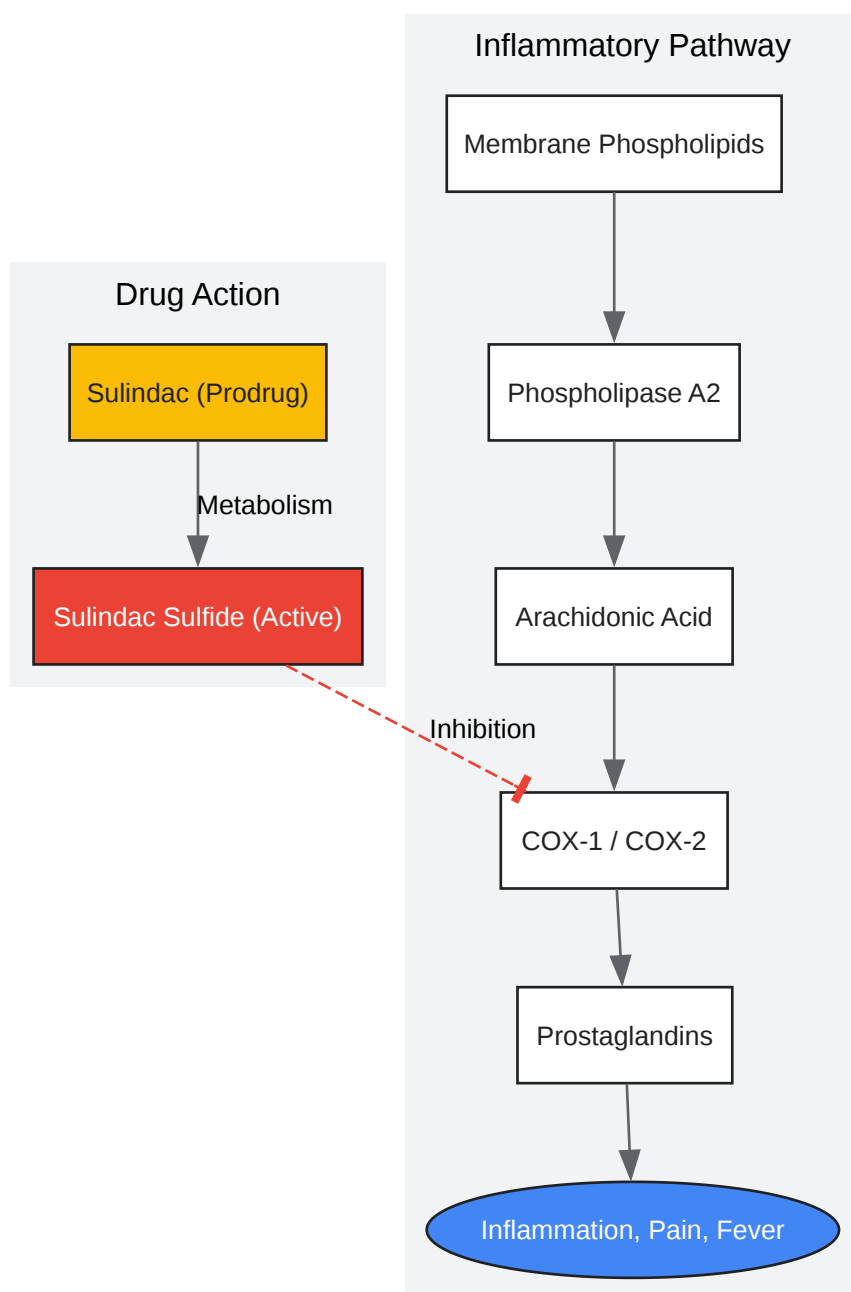 Inflammatory Pathway
Membrane Phospholipids
Drug Action
Sulindac (Prodrug)
Phospholipase A2
Metabolism
Sulindac Sulfide (Active)
Arachidonic Acid
Inhibition
COX-1 / COX-2
Prostaglandins
Inflammation, Pain, Fever